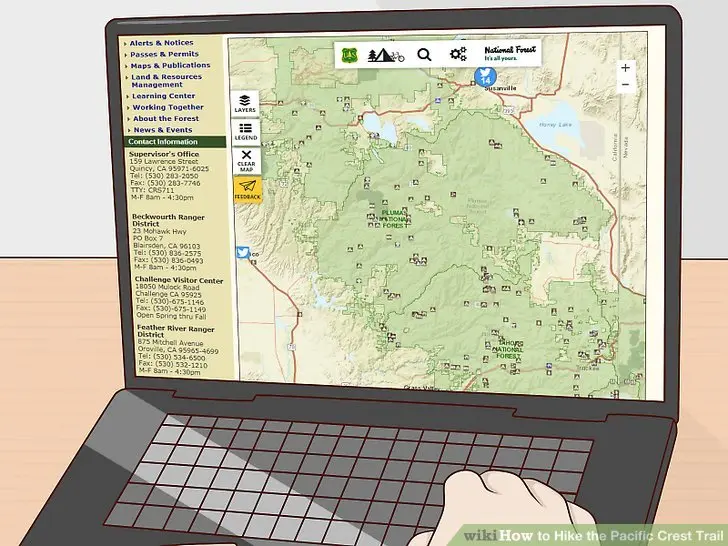 Alerts & Notices
Passes & Permits
Maps & Publications
Land & Resources
Management
Learning Center
Working Together
About the Forest
News & Events
Contact Information
Supervisor's Office
159 Lawrence Street
Quincy, CA 95971-6025
Tel: (530) 283-2050
Fax: (530) 283-7746
TTY: CRS711
M-F 8am - 4:30pm
Beckwourth Ranger
District
23 Mohawk Hwy
PO Box 7
Blairsden, CA 96103
Tel: (530) 836-2575
Fax: (530) 836-0493
M-F 8am - 4:30pm
Challenge Visitor Center
18050 Mulock Road
Challenge CA 95925
Tel: (530)-675-1146
Fax: (530)-675-1149
Open Spring thru Fall
Feather River Ranger
District
875 Mitchell Avenue
Oroville, CA 95965-4699
Tel: (530) 534-6500
Fax: (530) 532-1210
M-F 8am - 4:30pm
National Forest
It's all yours.
LAYERS
LEGEND
CLEAR
MAP
FEEDBACK
+
−
14
Susanville
Honey Lake
California
Nevada
Plumas
National
Forest
PLUMAS
NATIONAL
FOREST
TAHOE
NATIONAL
FOREST
Truckee
Grass Valley
ico
wikiHow to Hike the Pacific Crest Trail